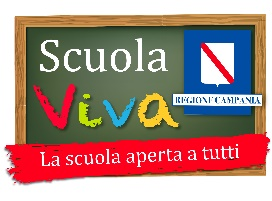 Scuola
Viva
REGIONE CAMPANIA
La scuola aperta a tutti